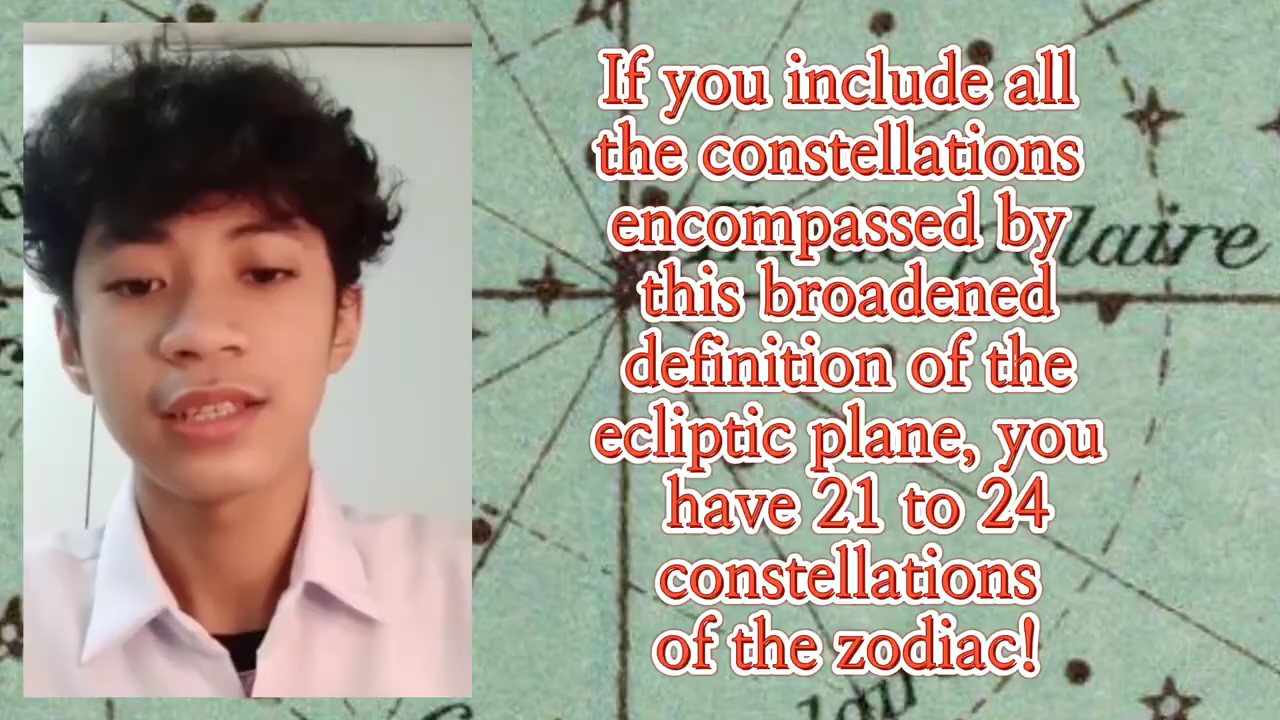 If you include all
the constellations
encompassed by
this broadened
definition of the
ecliptic plane, you
have 21 to 24
constellations
of the zodiac!